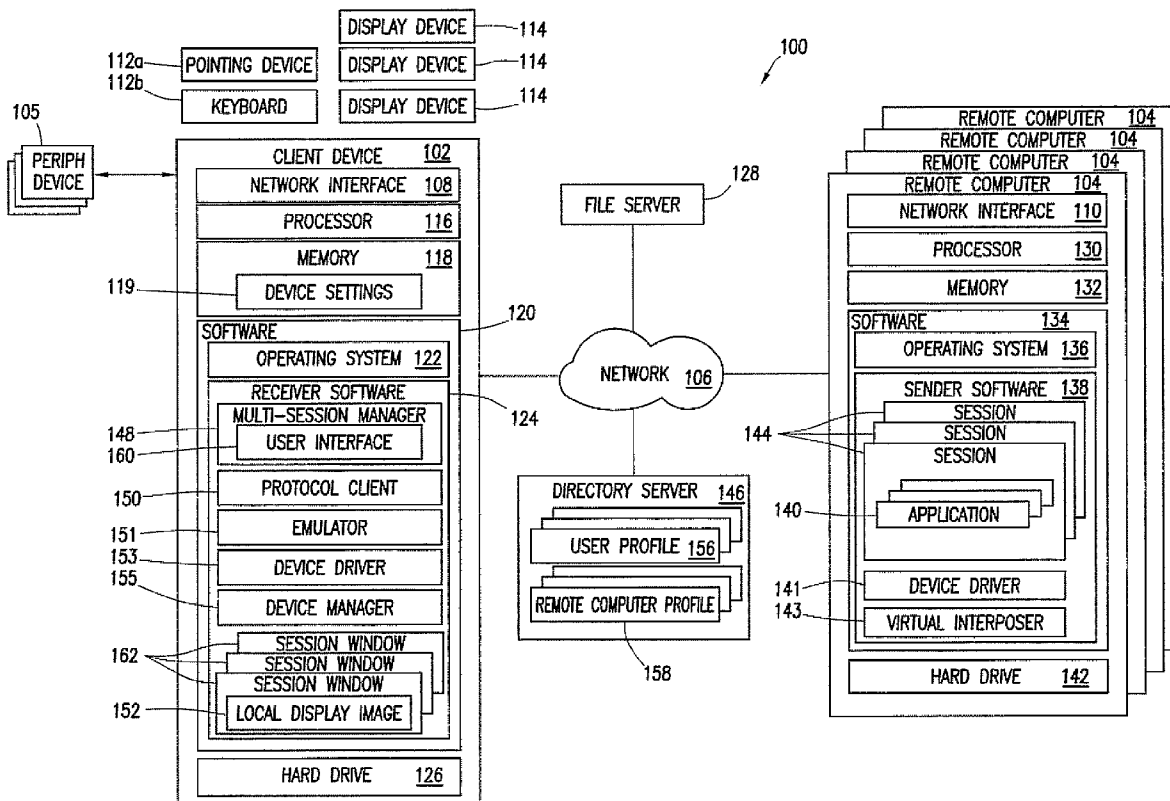 100
112a
POINTING DEVICE
112b
KEYBOARD
DISPLAY DEVICE
114
DISPLAY DEVICE
114
DISPLAY DEVICE
114
105
PERIPH
DEVICE
CLIENT DEVICE 102
NETWORK INTERFACE 108
PROCESSOR 116
MEMORY 118
119
DEVICE SETTINGS
120
SOFTWARE
OPERATING SYSTEM 122
RECEIVER SOFTWARE
124
MULTI-SESSION MANAGER
148
USER INTERFACE
160
PROTOCOL CLIENT
150
EMULATOR
151
DEVICE DRIVER
153
DEVICE MANAGER
155
SESSION WINDOW
SESSION WINDOW
SESSION WINDOW
162
LOCAL DISPLAY IMAGE
152
HARD DRIVE 126
128
FILE SERVER
NETWORK 106
DIRECTORY SERVER 146
USER PROFILE 156
REMOTE COMPUTER PROFILE
158
REMOTE COMPUTER 104
REMOTE COMPUTER 104
REMOTE COMPUTER 104
REMOTE COMPUTER 104
NETWORK INTERFACE 110
PROCESSOR 130
MEMORY 132
SOFTWARE 134
OPERATING SYSTEM 136
SENDER SOFTWARE 138
144
SESSION
SESSION
SESSION
140
APPLICATION
141
DEVICE DRIVER
143
VIRTUAL INTERPOSER
HARD DRIVE 142